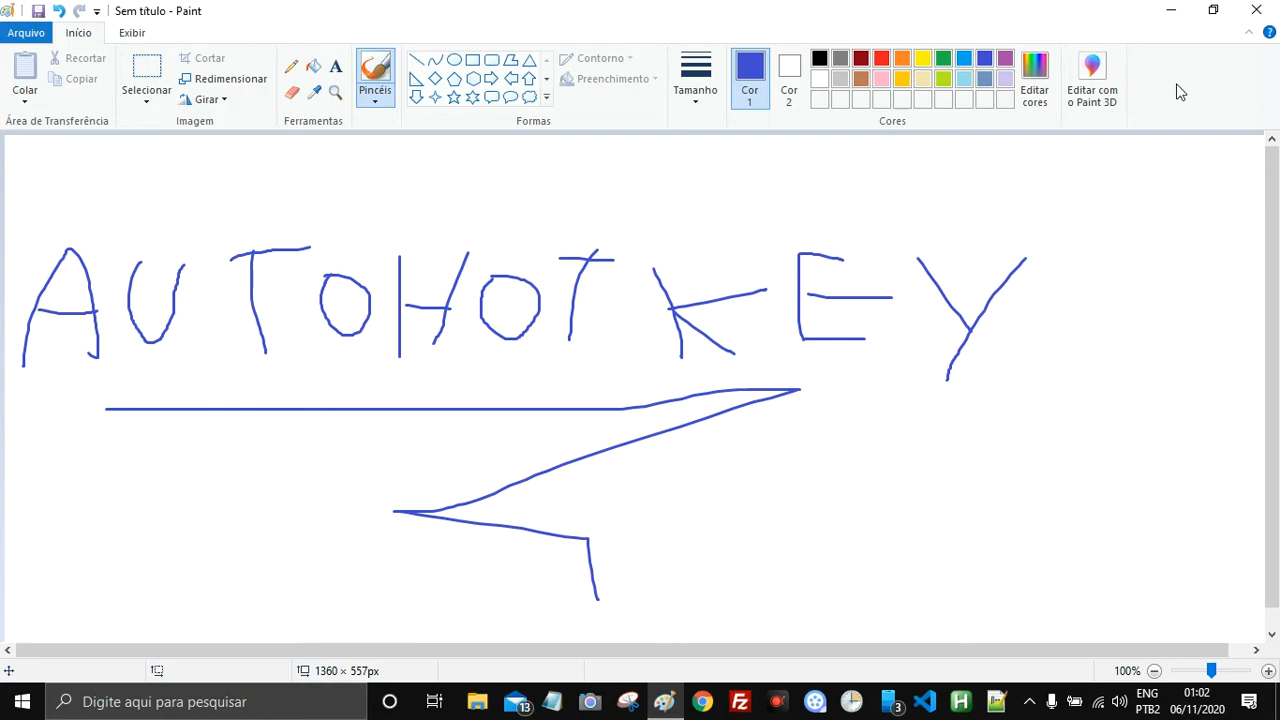 Sem título - Paint
Arquivo Início Exibir
Colar
Recortar
Copiar
Área de Transferência
Selecionar
Cortar
Redimensionar
Girar
Imagem
Ferramentas
Pincéis
Formas
Contorno
Preenchimento
Tamanho
Cor 1
Cor 2
Cores
Editar cores
Editar com o Paint 3D
AUTOHOTKEY
1360 × 557px
100%
Digite aqui para pesquisar
13
3
ENG
PTB2
01:02
06/11/2020